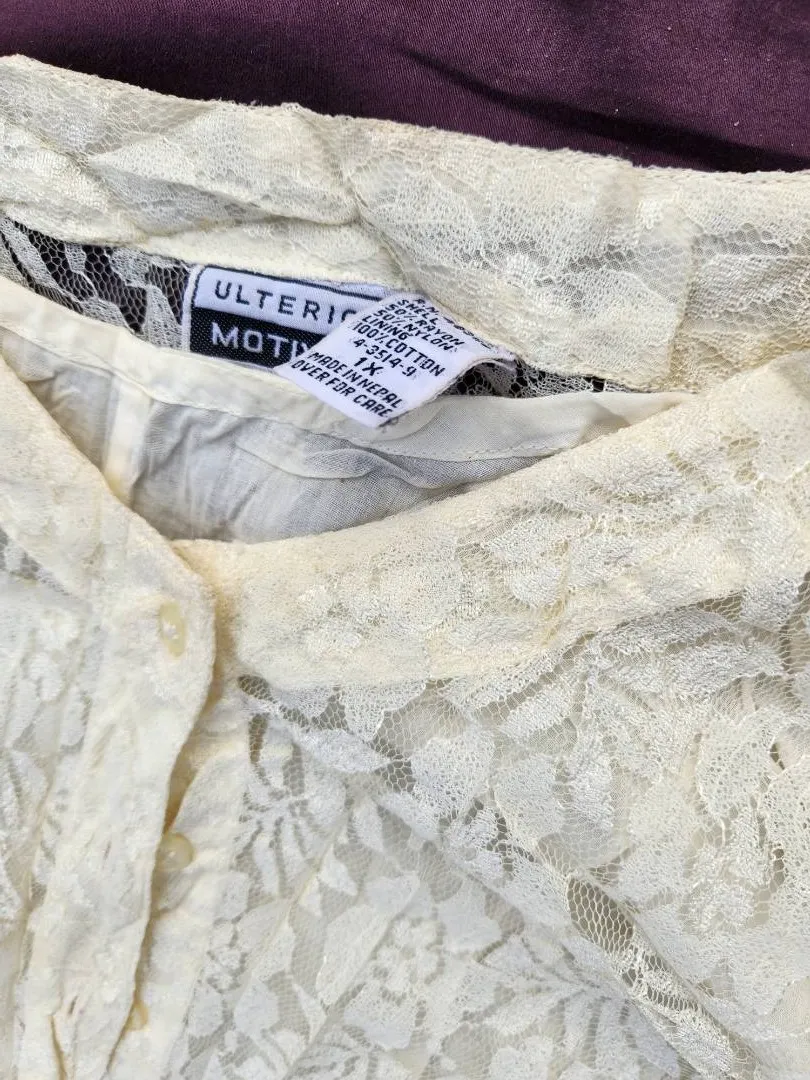 ULTERIO
MOTIV
SHELL
50% RAYON
50% NYLON
LINING
100% COTTON
4-3514-9
1X
MADE IN NEPAL
OVER FOR CARE